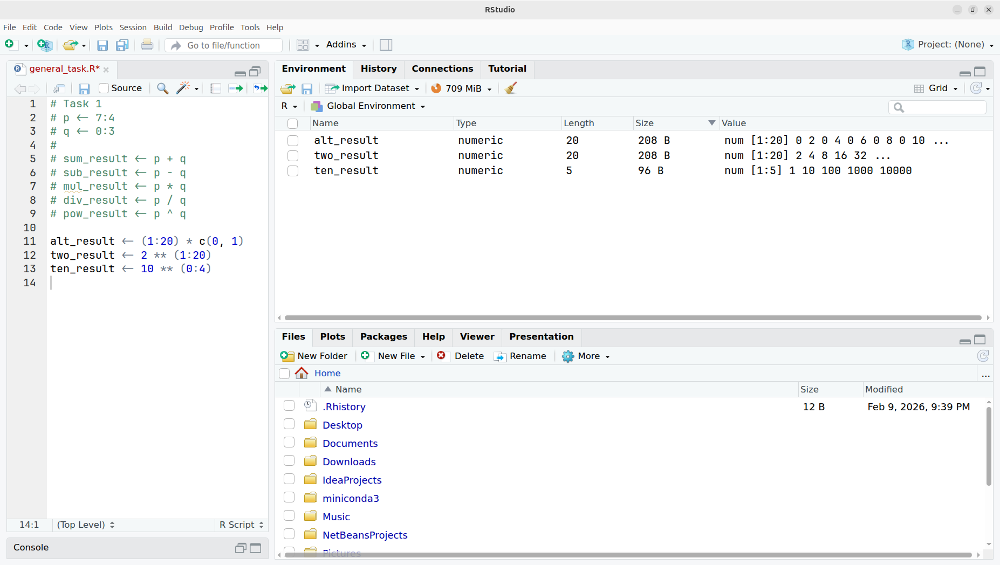 RStudio
File Edit Code View Plots Session Build Debug Profile Tools Help
Go to file/function Addins Project: (None)
general_task.R*
Source
1 # Task 1
2 # p <- 7:4
3 # q <- 0:3
4 #
5 # sum_result <- p + q
6 # sub_result <- p - q
7 # mul_result <- p * q
8 # div_result <- p / q
9 # pow_result <- p ^ q
10
11 alt_result <- (1:20) * c(0, 1)
12 two_result <- 2 ** (1:20)
13 ten_result <- 10 ** (0:4)
14
14:1 (Top Level) R Script
Console
Environment History Connections Tutorial
Import Dataset 709 MiB Grid
R Global Environment
Name Type Length Size Value
alt_result numeric 20 208 B num [1:20] 0 2 0 4 0 6 0 8 0 10 ...
two_result numeric 20 208 B num [1:20] 2 4 8 16 32 ...
ten_result numeric 5 96 B num [1:5] 1 10 100 1000 10000
Files Plots Packages Help Viewer Presentation
New Folder New File Delete Rename More
Home ...
Name Size Modified
.Rhistory 12 B Feb 9, 2026, 9:39 PM
Desktop
Documents
Downloads
IdeaProjects
miniconda3
Music
NetBeansProjects
Pictures